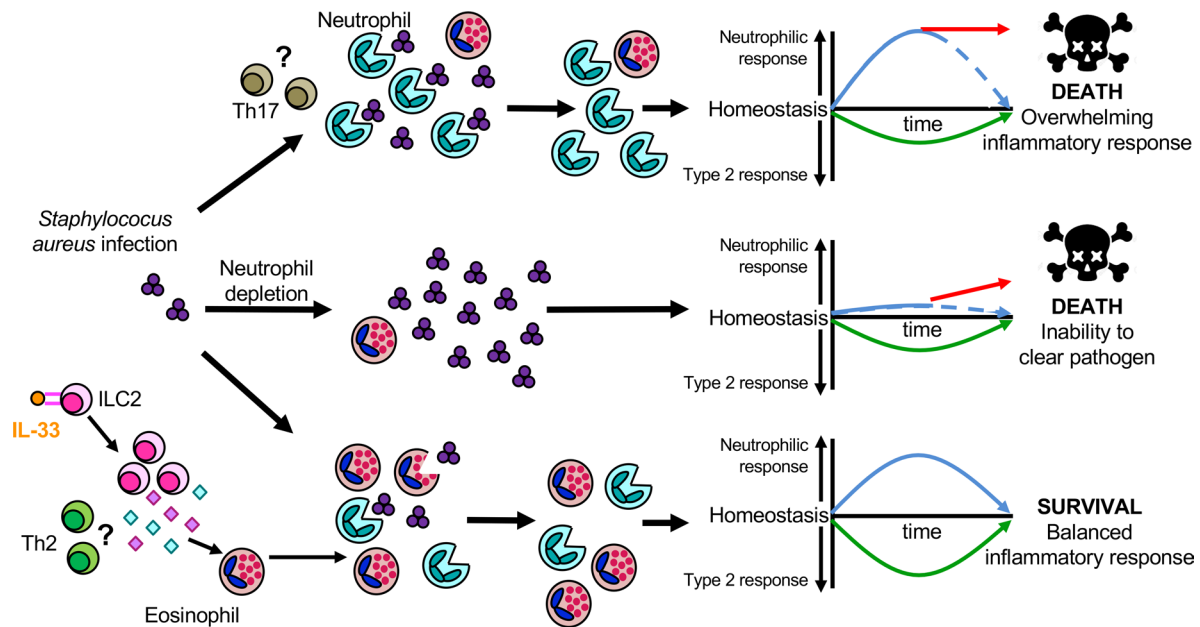 Neutrophil
?
Th17
Neutrophilic
response
Homeostasis
time
Type 2 response
DEATH
Overwhelming
inflammatory response
Staphylococus
aureus infection
Neutrophil
depletion
Neutrophilic
response
Homeostasis
time
Type 2 response
DEATH
Inability to
clear pathogen
ILC2
IL-33
Th2
?
Eosinophil
Neutrophilic
response
Homeostasis
time
Type 2 response
SURVIVAL
Balanced
inflammatory response